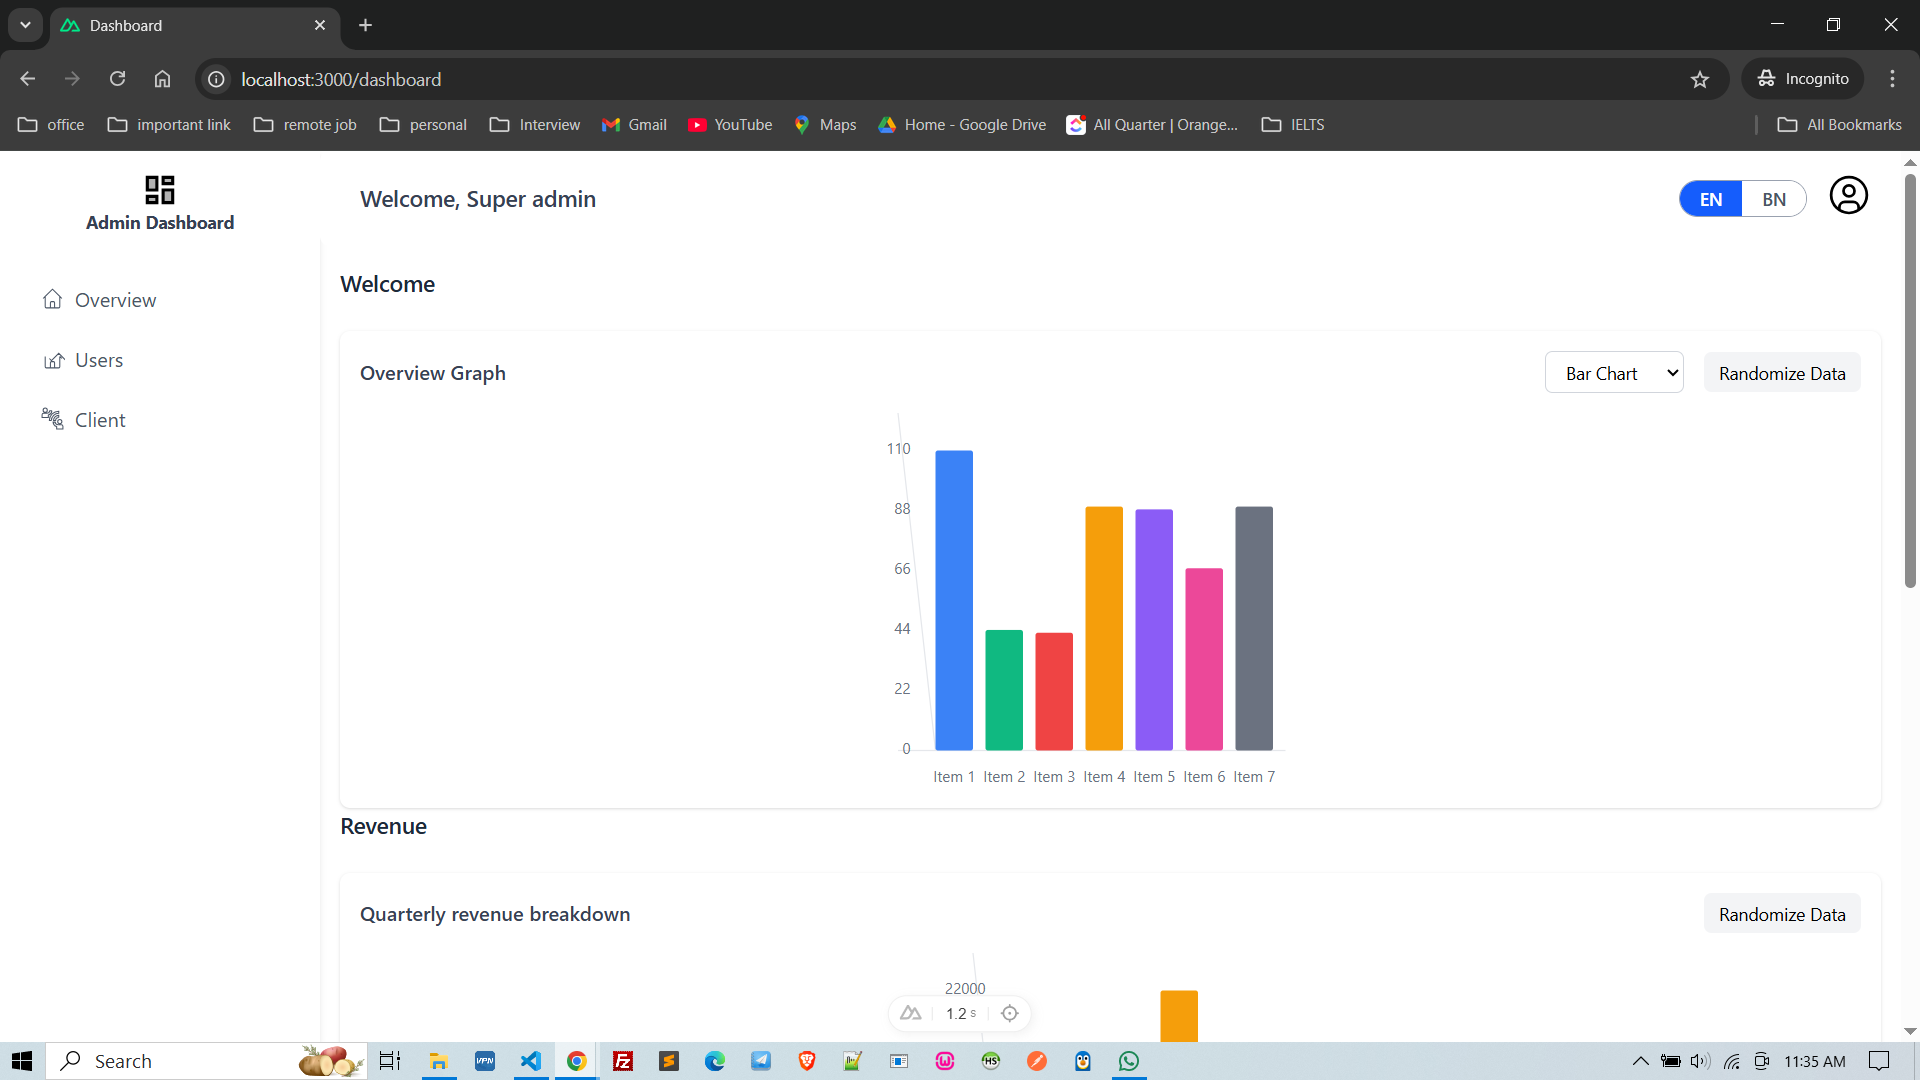 Dashboard
localhost:3000/dashboard
Incognito
office
important link
remote job
personal
Interview
Gmail
YouTube
Maps
Home - Google Drive
All Quarter | Orange...
IELTS
All Bookmarks
Admin Dashboard
Welcome, Super admin
EN
BN
Overview
Users
Client
Welcome
Overview Graph
Bar Chart
Randomize Data
110
88
66
44
22
0
Item 1
Item 2
Item 3
Item 4
Item 5
Item 6
Item 7
Revenue
Quarterly revenue breakdown
Randomize Data
22000
1.2 s
Search
VPN
FZ
HS
11:35 AM